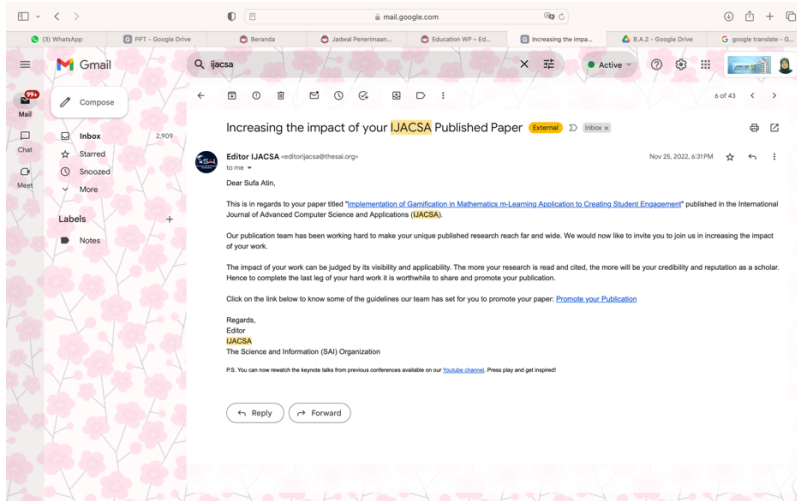 mail.google.com
(3) WhatsApp
PPT - Google Drive
Beranda
Jadwal Penerimaan...
Education WP – Ed...
Increasing the impa...
B.A.2 - Google Drive
google translate - G...
Gmail
ijacsa
Active
99+
Mail
Chat
Meet
Compose
Inbox 2,909
Starred
Snoozed
More
Labels +
Notes
6 of 43
Increasing the impact of your IJACSA Published Paper External Inbox x
Editor IJACSA <editorijacsa@thesai.org> Nov 25, 2022, 6:31 PM
to me
Dear Sufa Atin,
This is in regards to your paper titled "Implementation of Gamification in Mathematics m-Learning Application to Creating Student Engagement" published in the International
Journal of Advanced Computer Science and Applications (IJACSA).
Our publication team has been working hard to make your unique published research reach far and wide. We would now like to invite you to join us in increasing the impact
of your work.
The impact of your work can be judged by its visibility and applicability. The more your research is read and cited, the more will be your credibility and reputation as a scholar.
Hence to complete the last leg of your hard work it is worthwhile to share and promote your publication.
Click on the link below to know some of the guidelines our team has set for you to promote your paper: Promote your Publication
Regards,
Editor
IJACSA
The Science and Information (SAI) Organization
P.S. You can now rewatch the keynote talks from previous conferences available on our Youtube channel. Press play and get inspired!
Reply
Forward